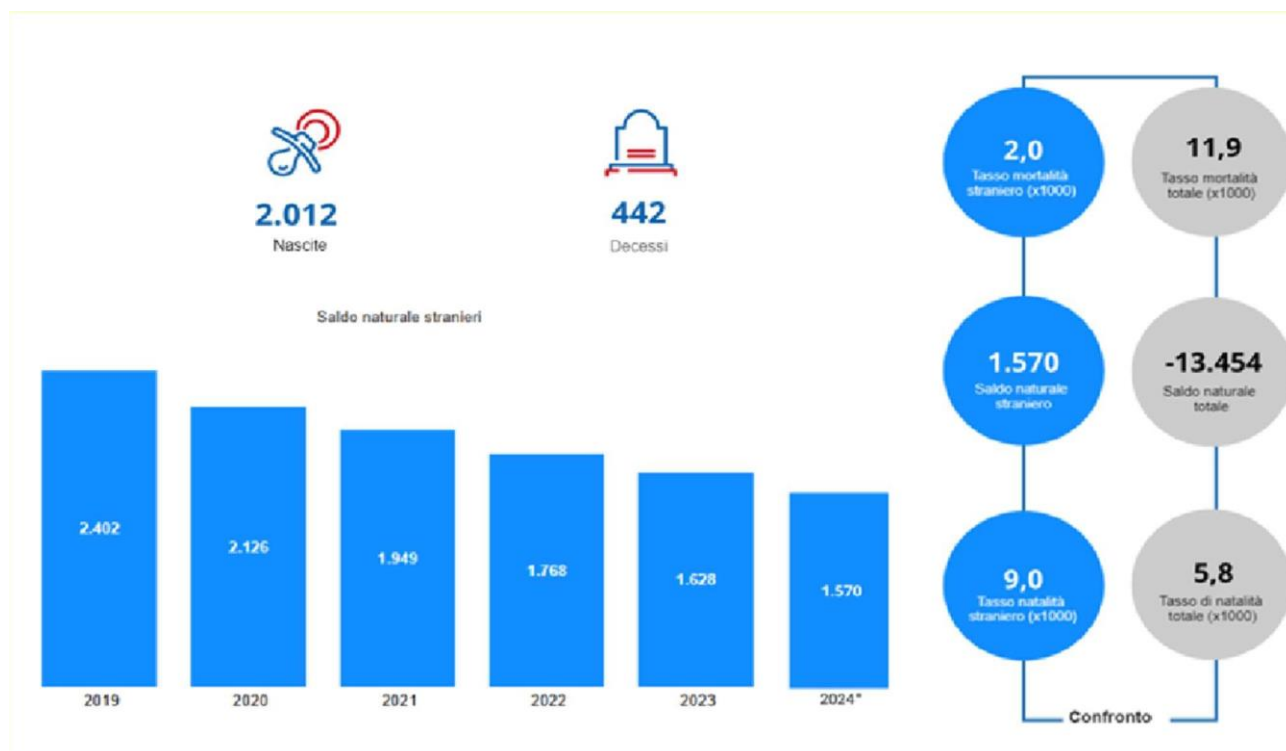 2.012
Nascite
442
Decessi
Saldo naturale stranieri
2.402
2.126
1.949
1.768
1.628
1.570
2019
2020
2021
2022
2023
2024*
2,0
Tasso mortalità
straniero (x1000)
11,9
Tasso mortalità
totale (x1000)
1.570
Saldo naturale
straniero
-13.454
Saldo naturale
totale
9,0
Tasso natalità
straniero (x1000)
5,8
Tasso di natalità
totale (x1000)
Confronto